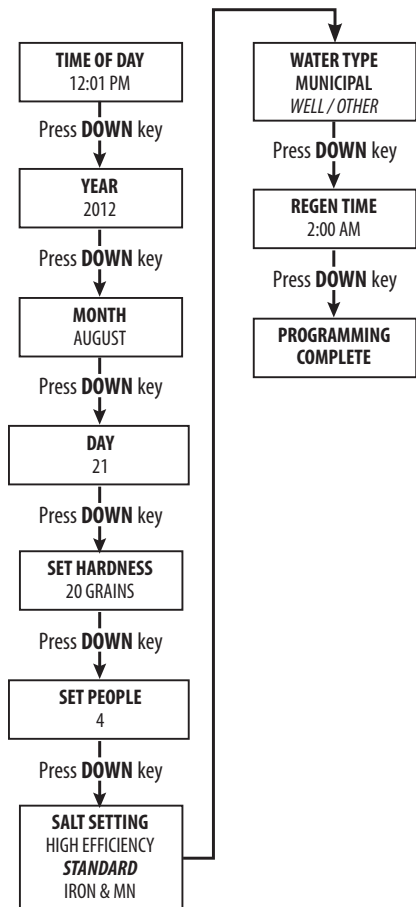 TIME OF DAY
12:01 PM
Press DOWN key
YEAR
2012
Press DOWN key
MONTH
AUGUST
Press DOWN key
DAY
21
Press DOWN key
SET HARDNESS
20 GRAINS
Press DOWN key
SET PEOPLE
4
Press DOWN key
SALT SETTING
HIGH EFFICIENCY
STANDARD
IRON & MN
WATER TYPE
MUNICIPAL
WELL / OTHER
Press DOWN key
REGEN TIME
2:00 AM
Press DOWN key
PROGRAMMING
COMPLETE